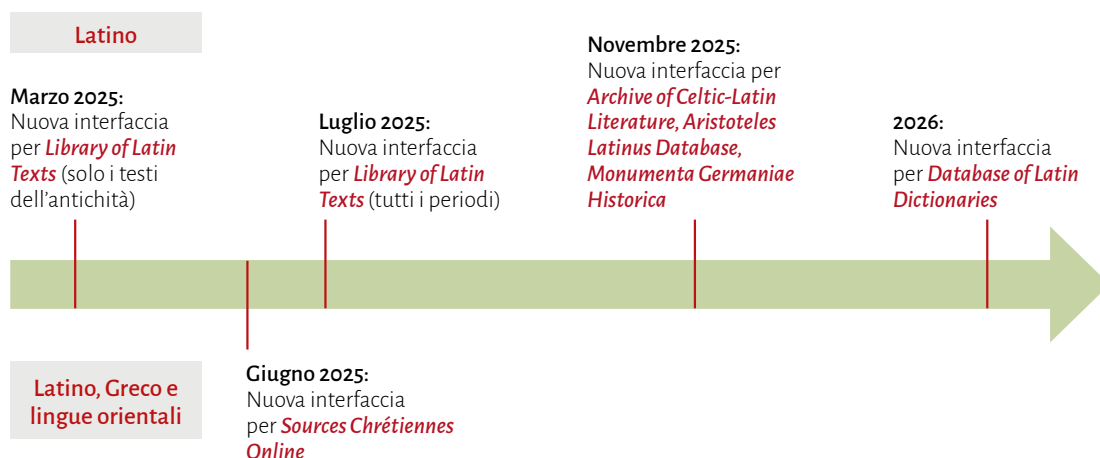 Latino
Marzo 2025:
Nuova interfaccia
per Library of Latin
Texts (solo i testi
dell'antichità)
Luglio 2025:
Nuova interfaccia
per Library of Latin
Texts (tutti i periodi)
Novembre 2025:
Nuova interfaccia per
Archive of Celtic-Latin
Literature, Aristoteles
Latinus Database,
Monumenta Germaniae
Historica
2026:
Nuova interfaccia
per Database of Latin
Dictionaries
Latino, Greco e
lingue orientali
Giugno 2025:
Nuova interfaccia
per Sources Chrétiennes
Online